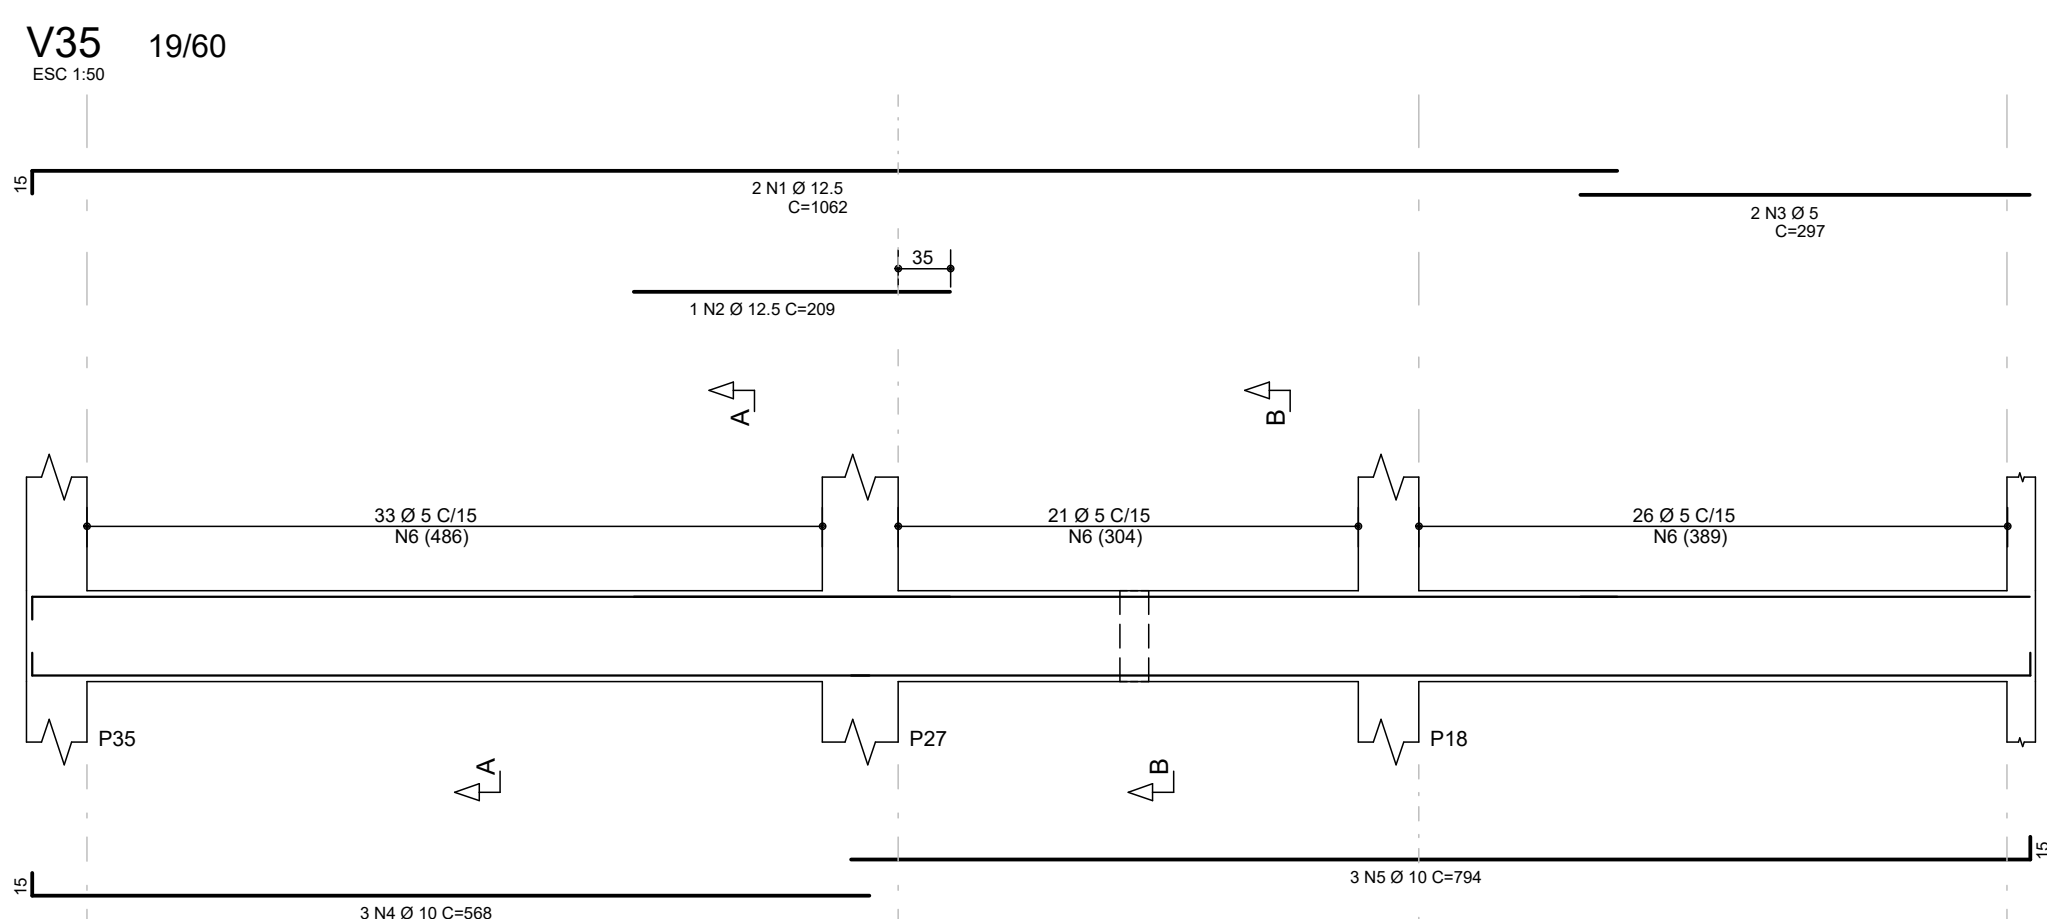 V35 19/60
ESC 1:50
15
2 N1 Ø 12.5
C=1062
2 N3 Ø 5
C=297
35
1 N2 Ø 12.5 C=209
A
B
33 Ø 5 C/15
N6 (486)
21 Ø 5 C/15
N6 (304)
26 Ø 5 C/15
N6 (389)
P35
P27
P18
A
B
15
3 N5 Ø 10 C=794
15
3 N4 Ø 10 C=568